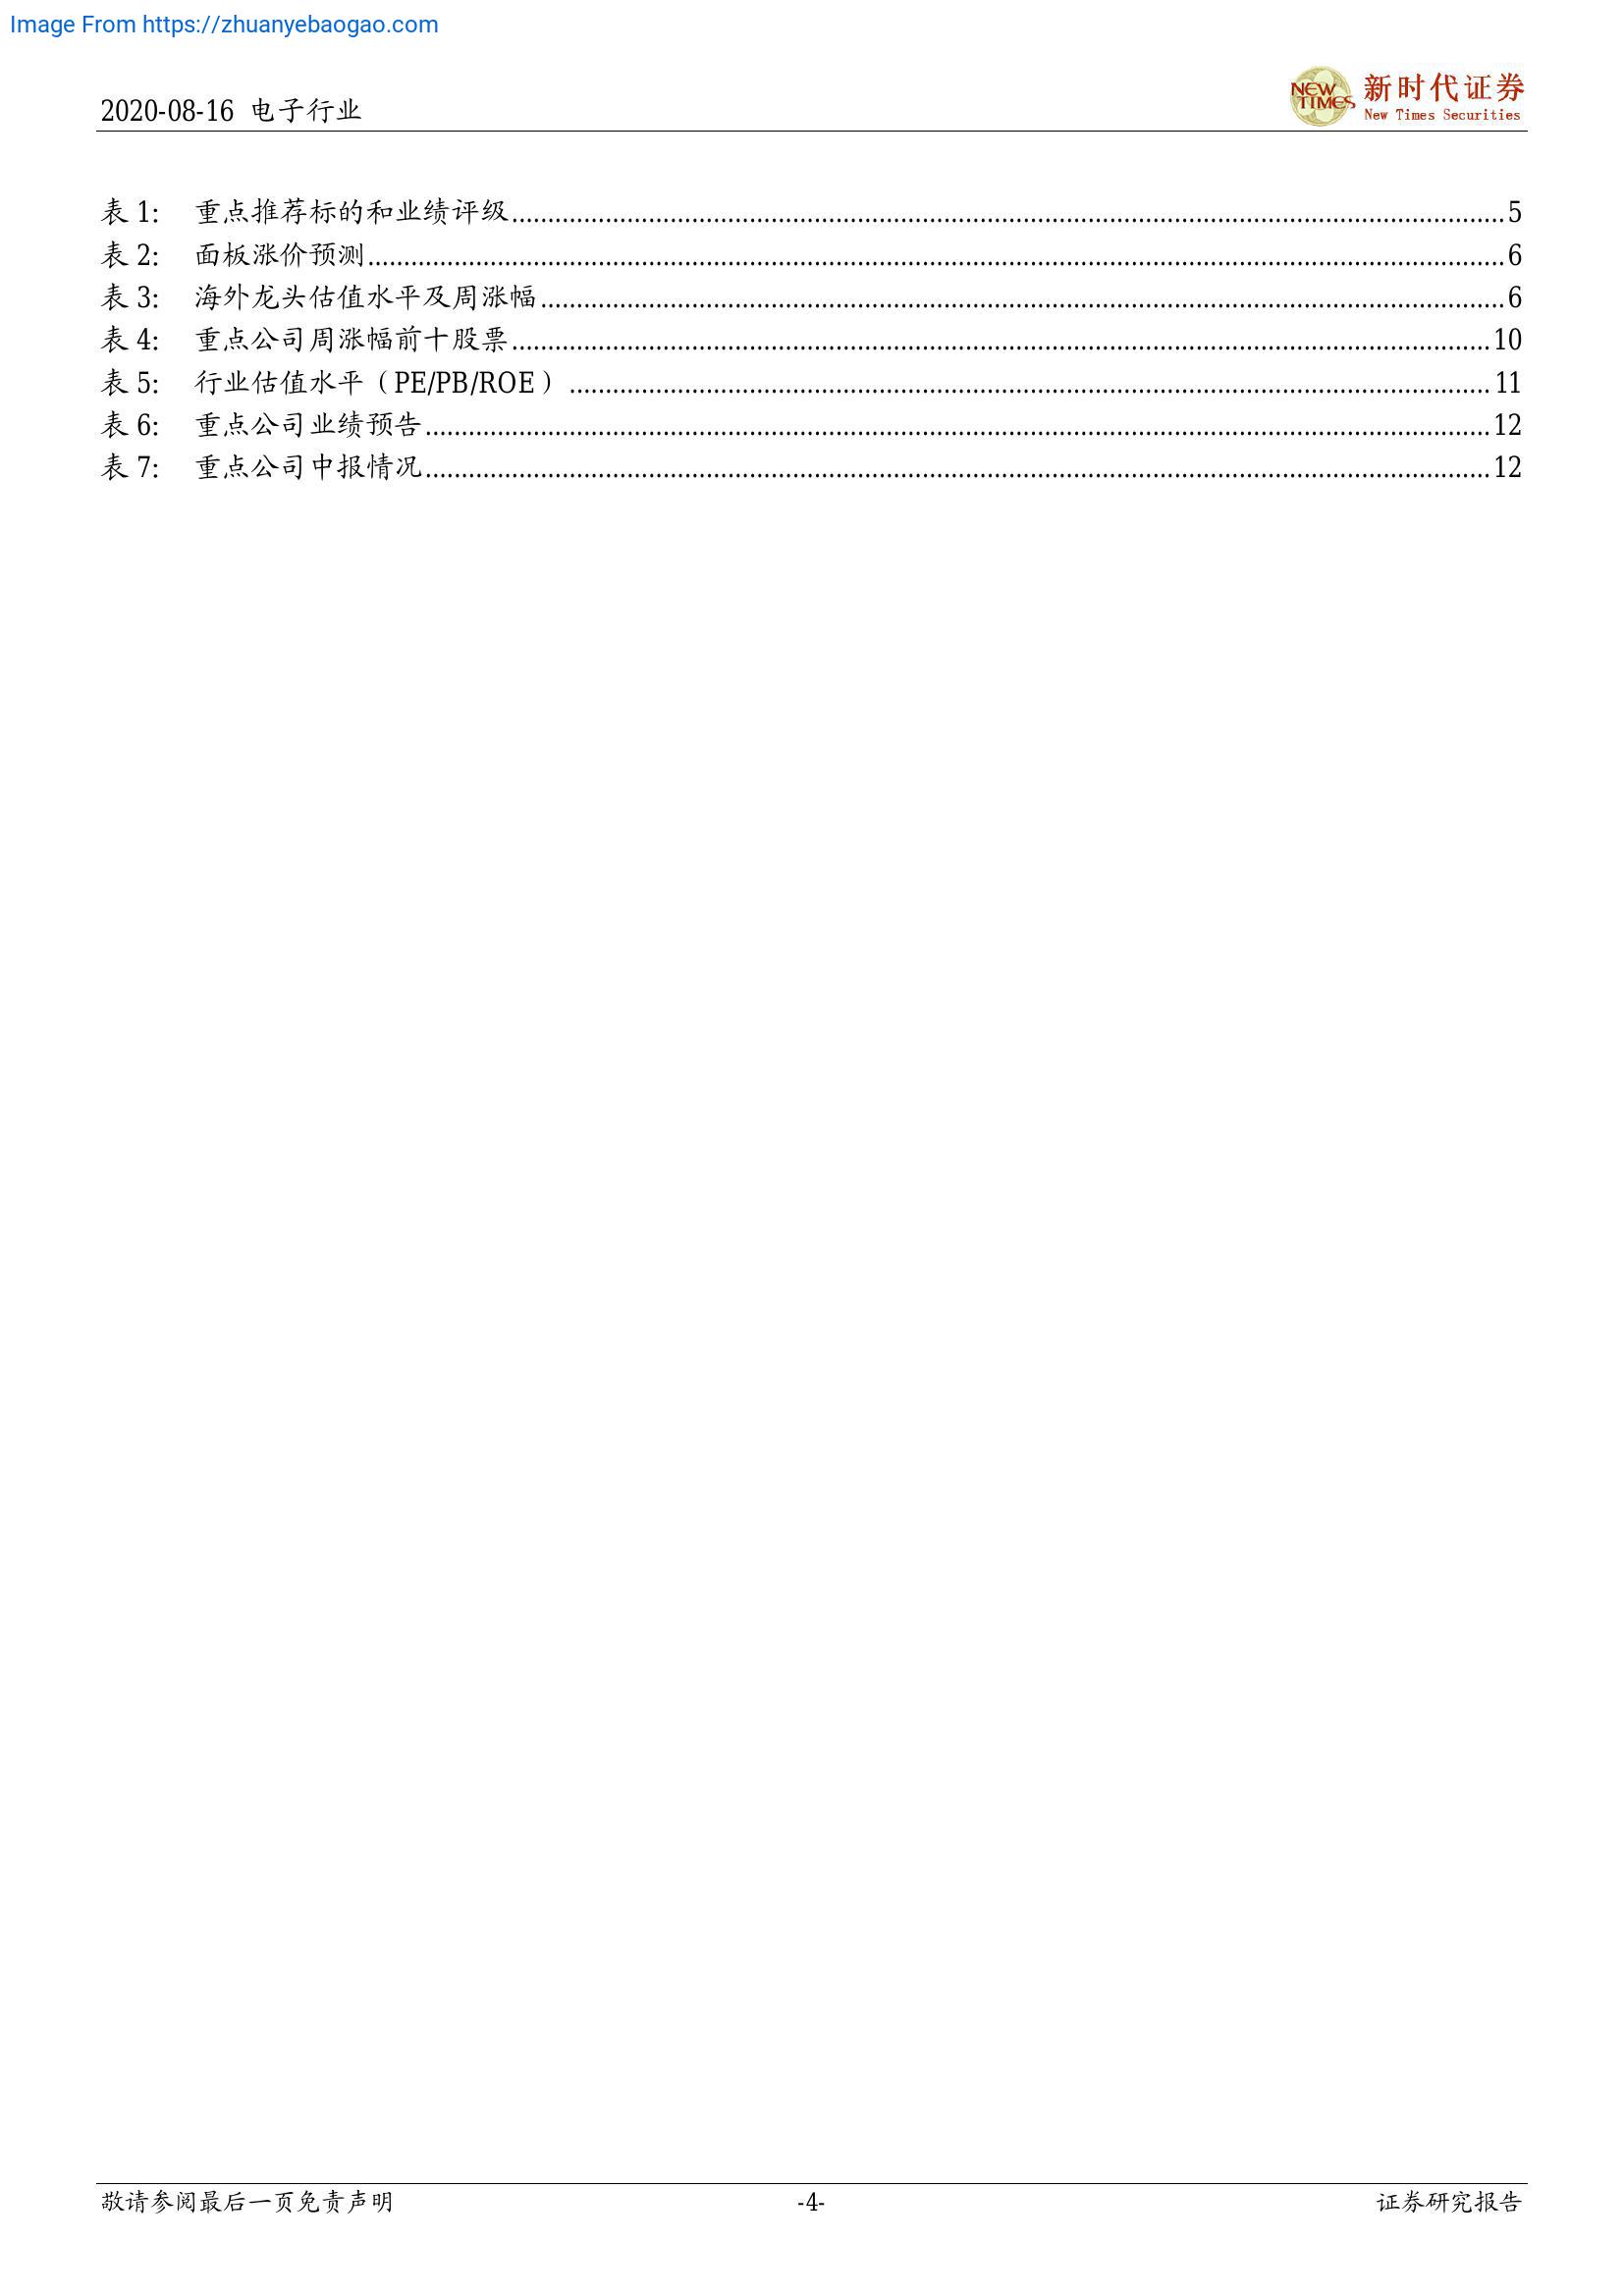 Image From https://zhuanyebaogao.com
2020-08-16 电子行业
NEW TIMES 新时代证券
New Times Securities
表 1: 重点推荐标的和业绩评级........................................5
表 2: 面板涨价预测........................................6
表 3: 海外龙头估值水平及周涨幅........................................6
表 4: 重点公司周涨幅前十股票........................................10
表 5: 行业估值水平（PE/PB/ROE）........................................11
表 6: 重点公司业绩预告........................................12
表 7: 重点公司中报情况........................................12
敬请参阅最后一页免责声明 -4- 证券研究报告